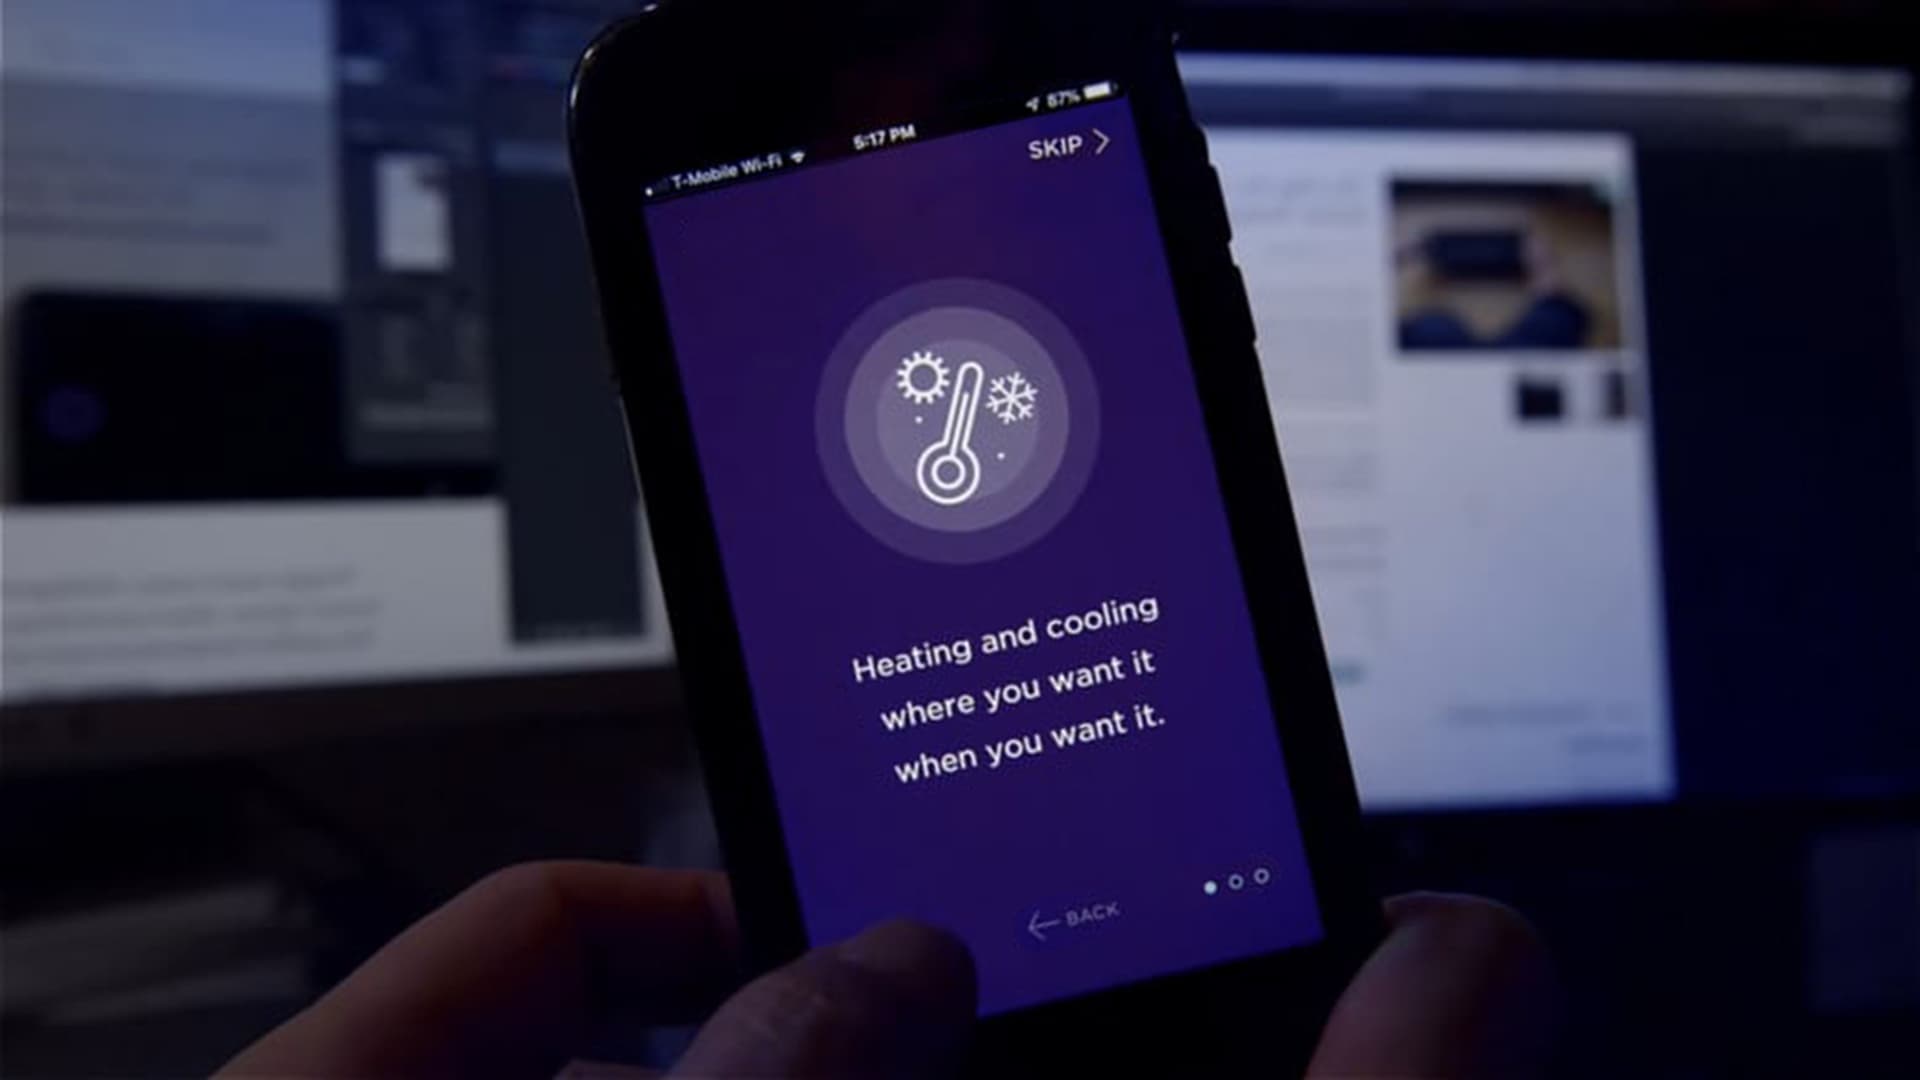 T-Mobile Wi-Fi 5:17 PM 67%
SKIP
Heating and cooling
where you want it
when you want it.
BACK